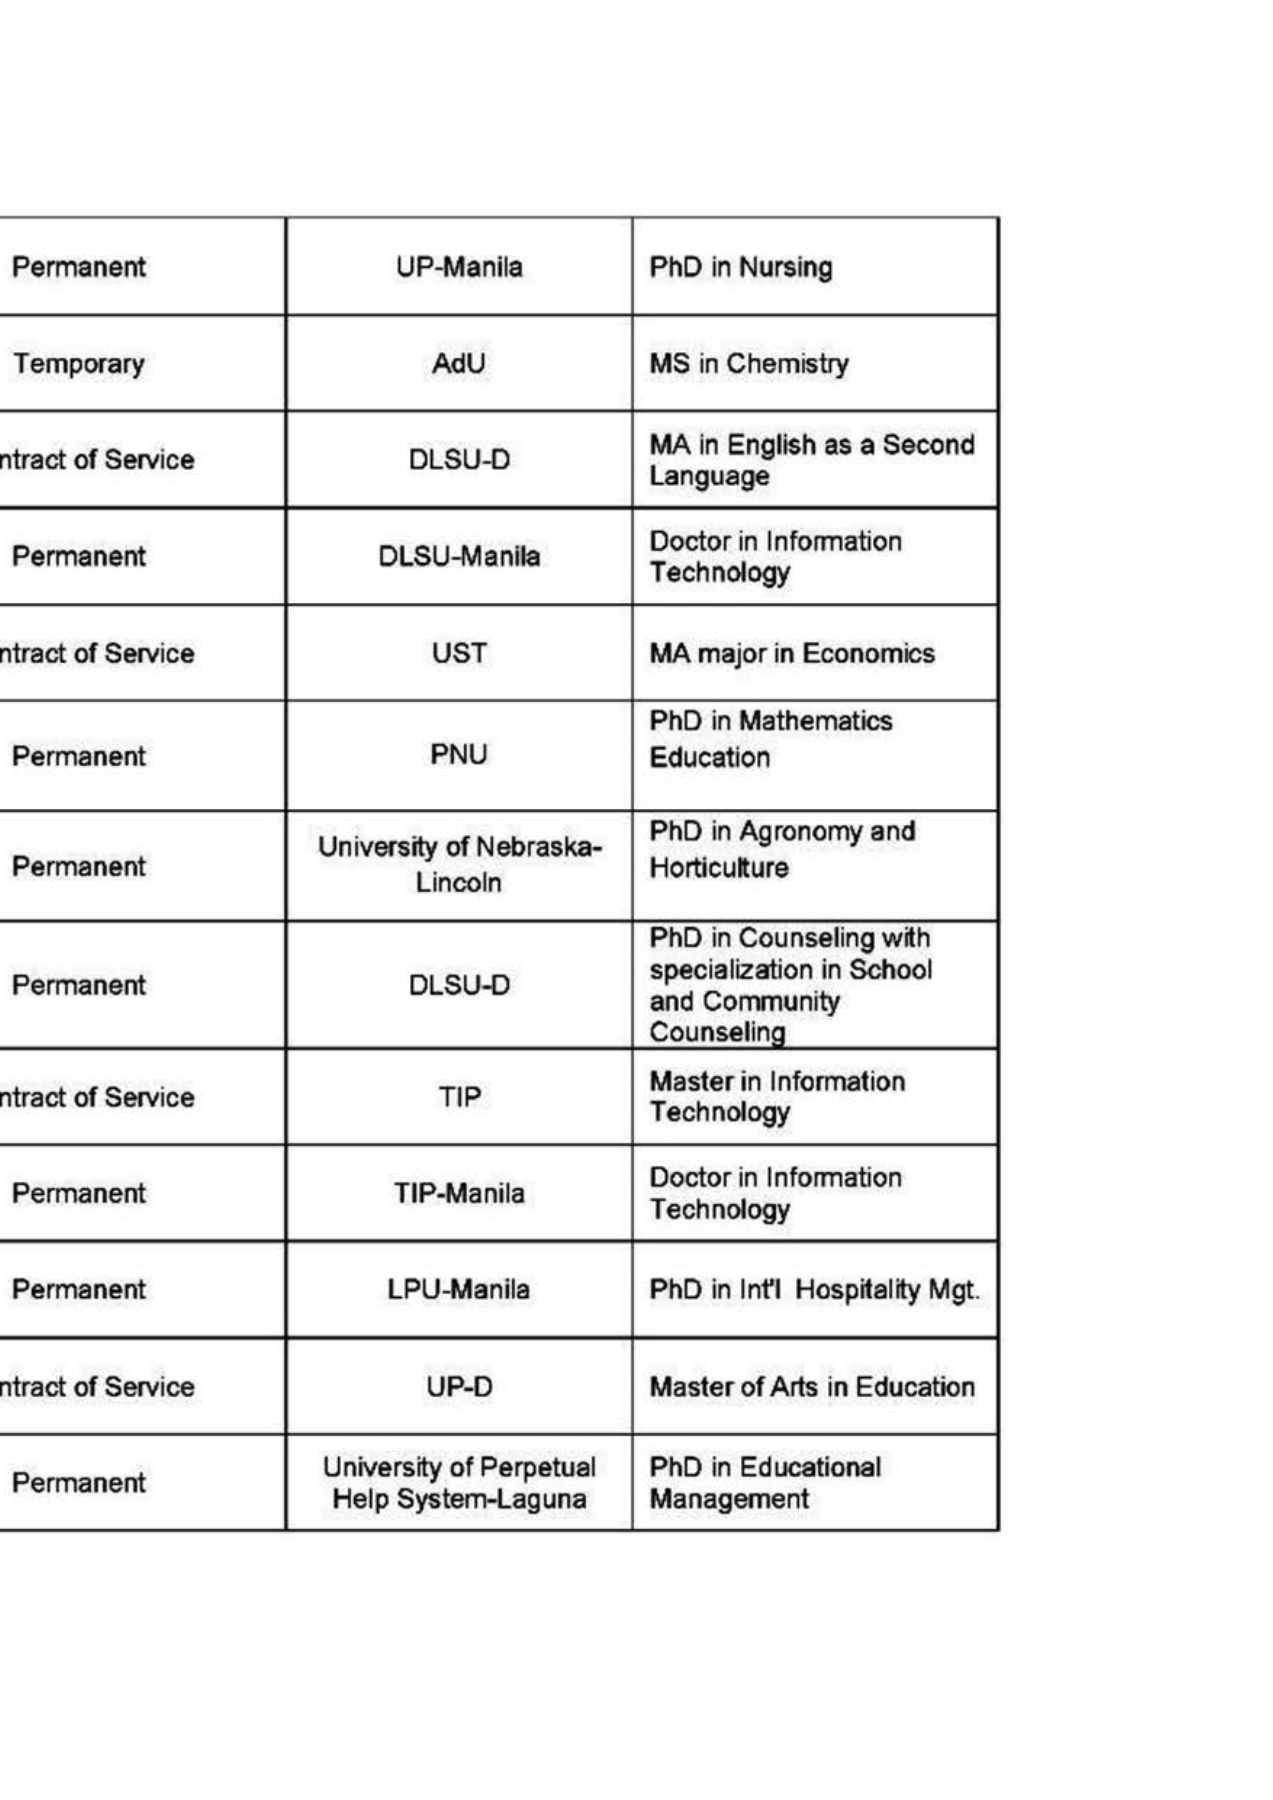 Permanent UP-Manila PhD in Nursing
Temporary AdU MS in Chemistry
ntract of Service DLSU-D MA in English as a Second
Language
Permanent DLSU-Manila Doctor in Information
Technology
ntract of Service UST MA major in Economics
Permanent PNU PhD in Mathematics
Education
Permanent University of Nebraska-
Lincoln PhD in Agronomy and
Horticulture
Permanent DLSU-D PhD in Counseling with
specialization in School
and Community
Counseling
ntract of Service TIP Master in Information
Technology
Permanent TIP-Manila Doctor in Information
Technology
Permanent LPU-Manila PhD in Int'l Hospitality Mgt.
ntract of Service UP-D Master of Arts in Education
Permanent University of Perpetual
Help System-Laguna PhD in Educational
Management